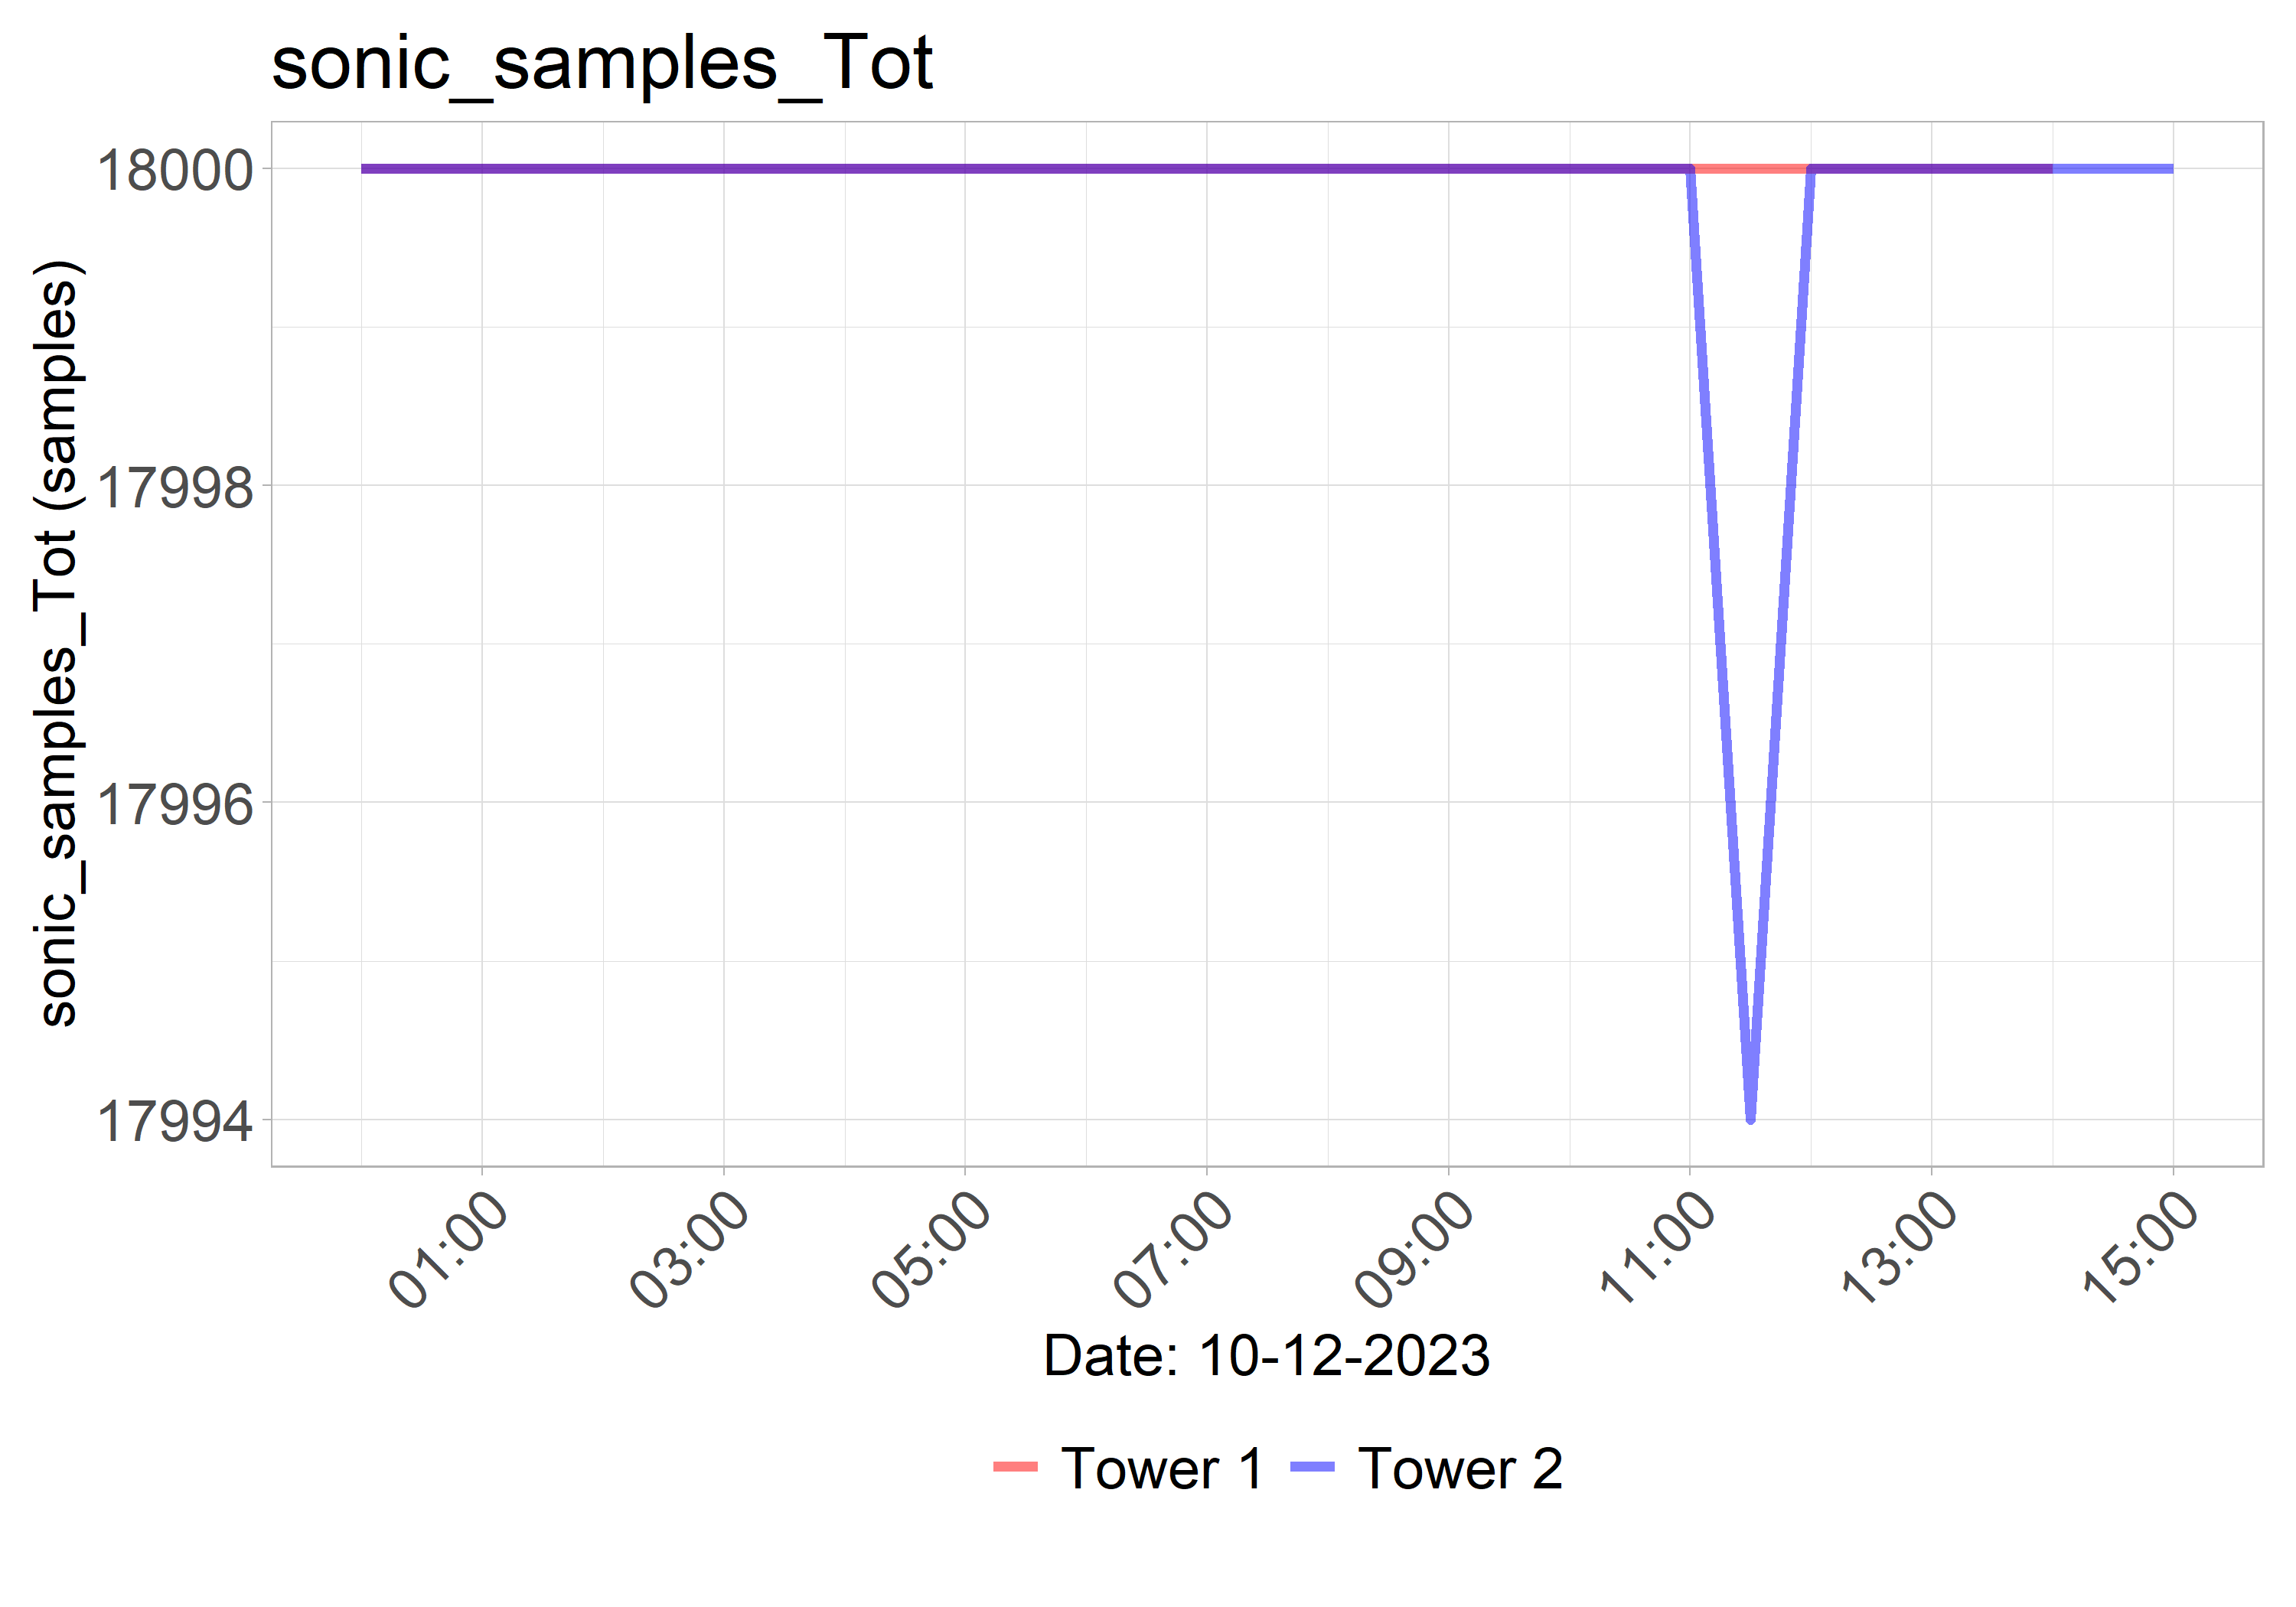 sonic_samples_Tot
sonic_samples_Tot (samples)
18000
17998
17996
17994
01:00
03:00
05:00
07:00
09:00
11:00
13:00
15:00
Date: 10-12-2023
Tower 1
Tower 2